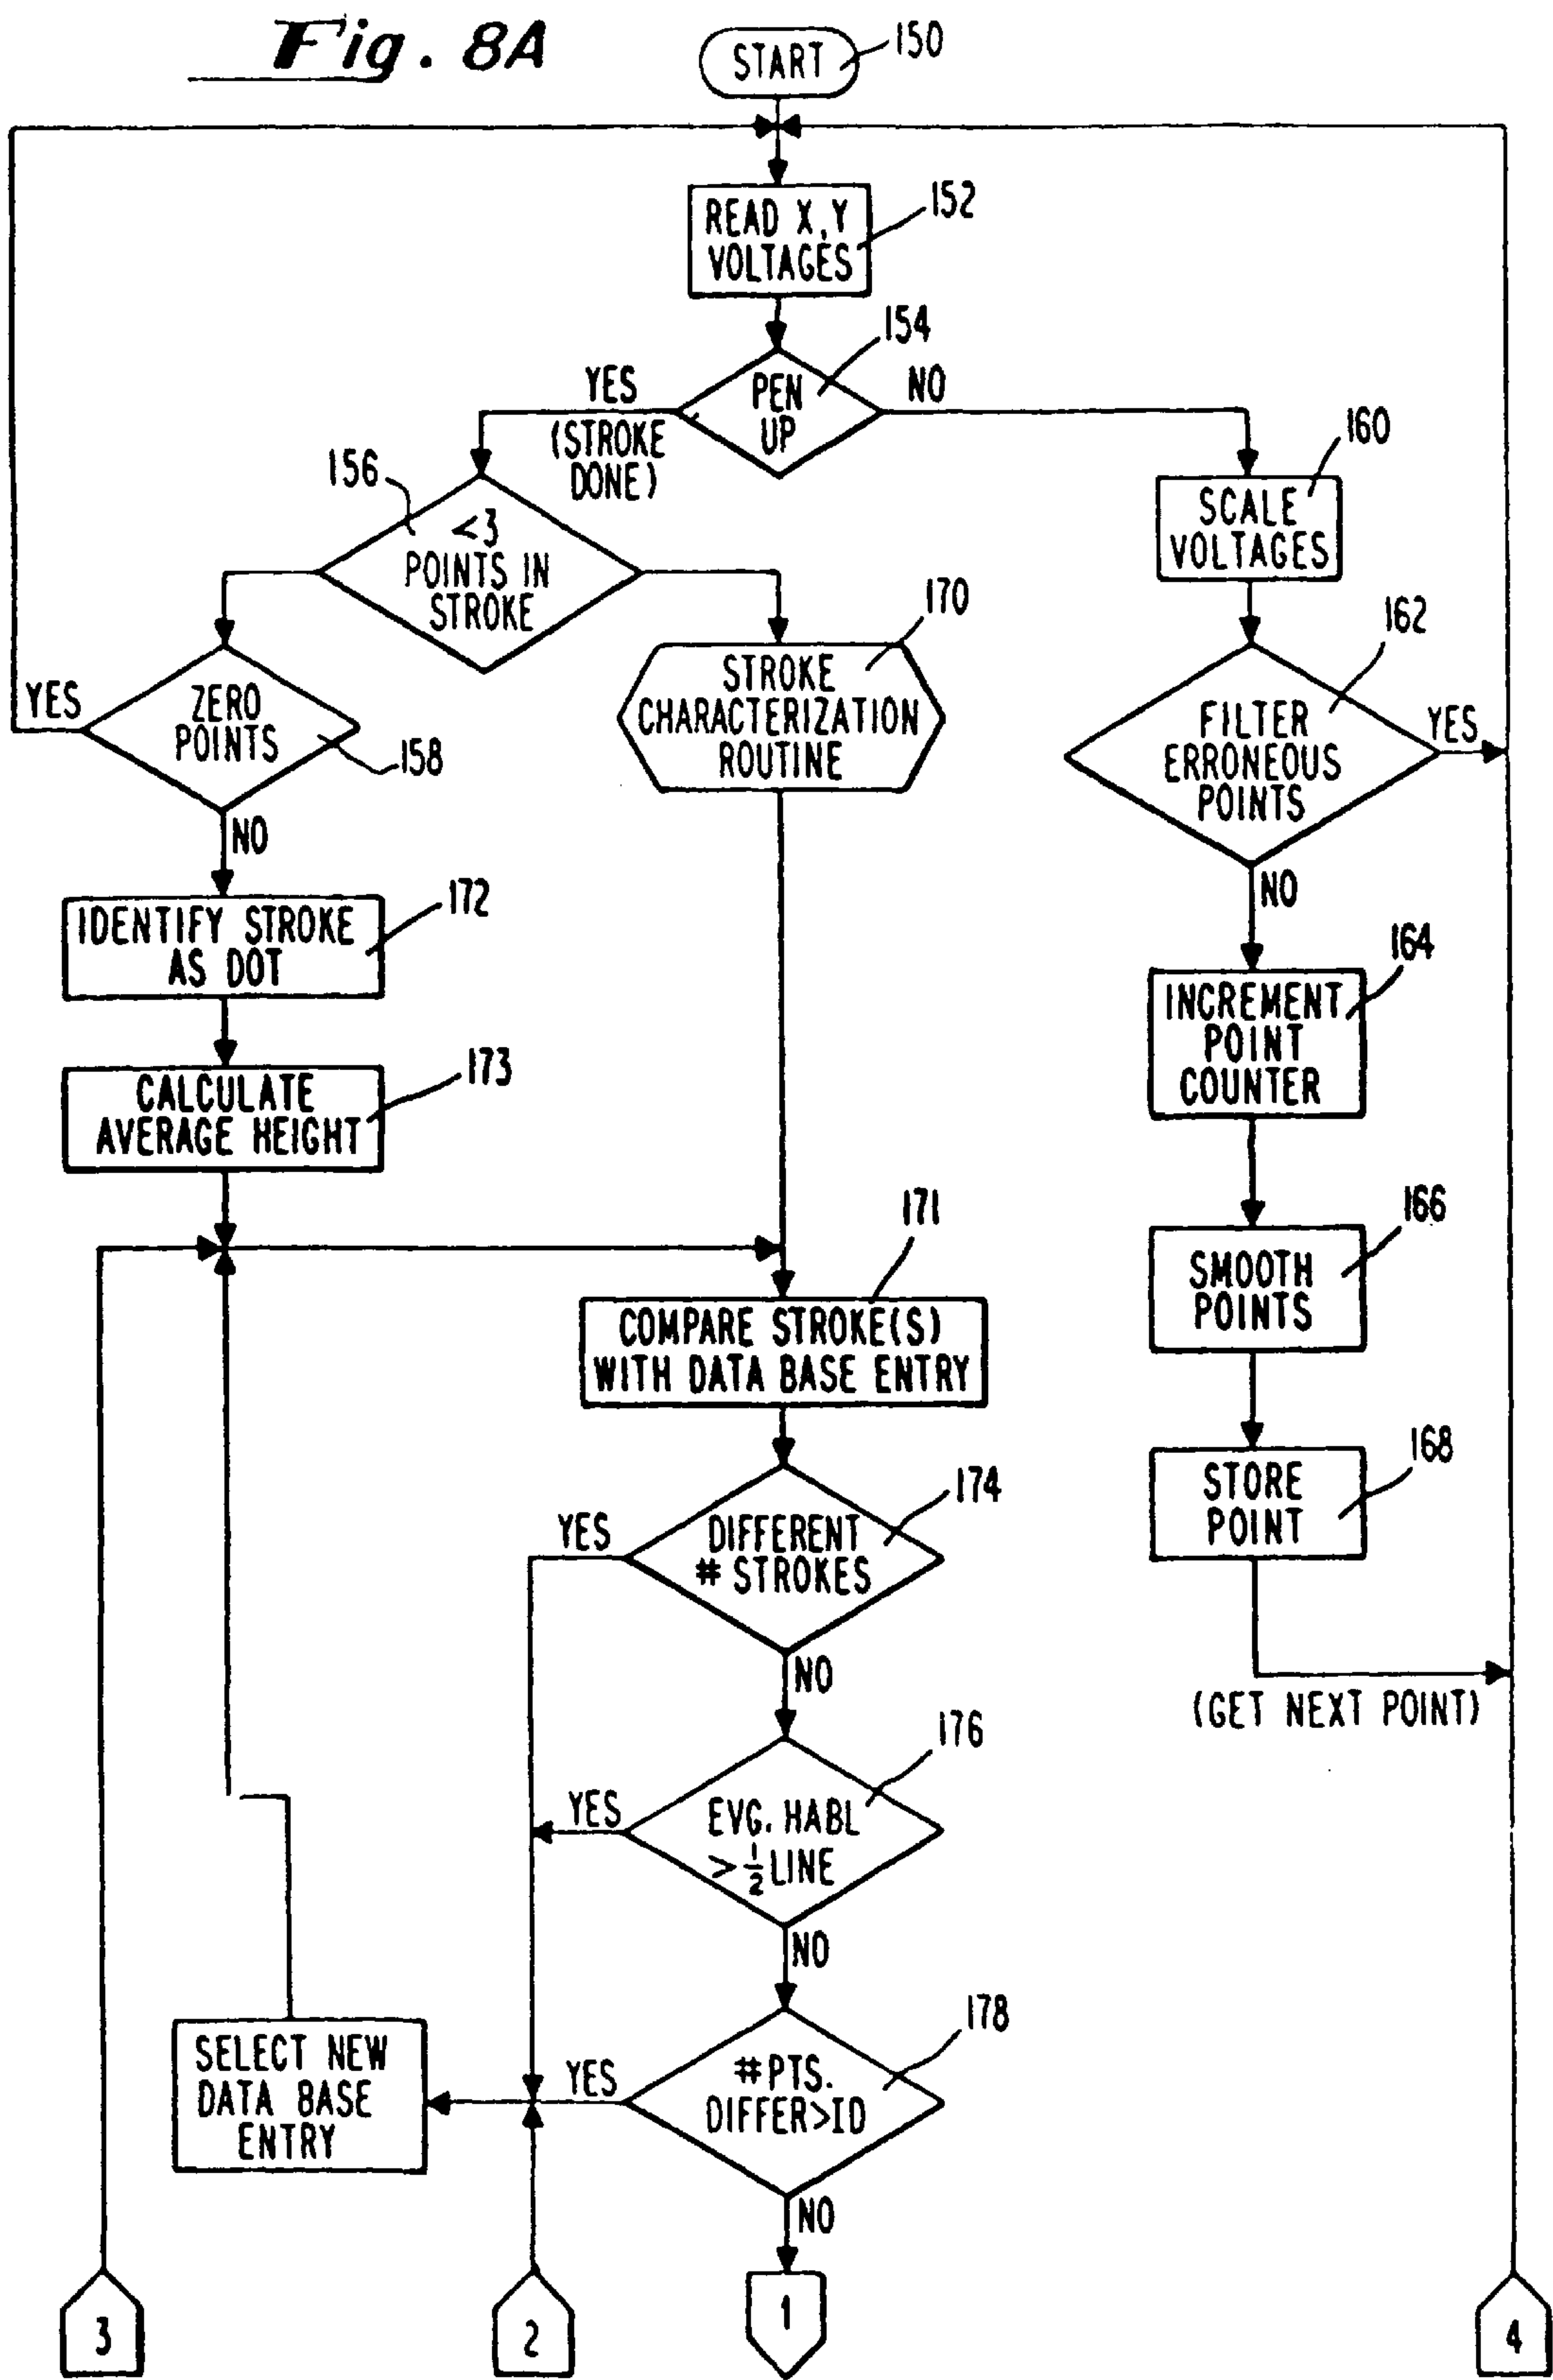 Fig. 8A
START
150
READ X,Y
VOLTAGES
152
154
PEN
UP
YES
(STROKE
DONE)
NO
156
<3
POINTS IN
STROKE
160
SCALE
VOLTAGES
170
STROKE
CHARACTERIZATION
ROUTINE
162
FILTER
ERRONEOUS
POINTS
YES
NO
YES
ZERO
POINTS
158
NO
172
IDENTIFY STROKE
AS DOT
164
INCREMENT
POINT
COUNTER
173
CALCULATE
AVERAGE HEIGHT
166
SMOOTH
POINTS
171
COMPARE STROKE(S)
WITH DATA BASE ENTRY
168
STORE
POINT
(GET NEXT POINT)
174
YES
DIFFERENT
# STROKES
NO
176
YES
EVG. HABL
>½ LINE
NO
178
YES
#PTS.
DIFFER>ID
NO
SELECT NEW
DATA BASE
ENTRY
3
2
1
4